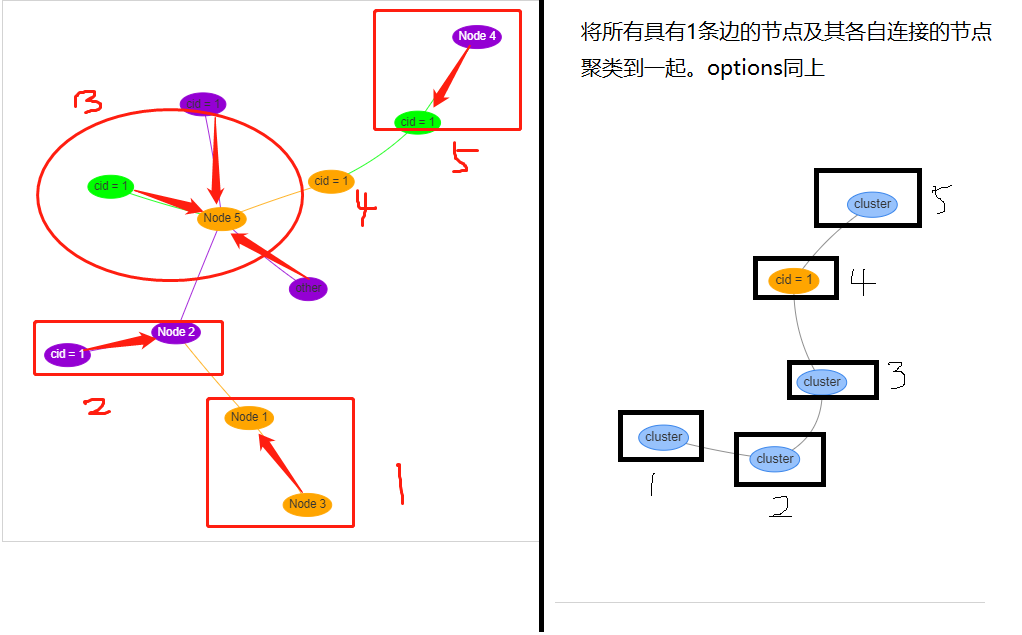 Node 4
cid = 1
cid = 1
3
5
cid = 1
cid = 1
4
Node 5
other
Node 2
cid = 1
2
Node 1
1
Node 3
将所有具有1条边的节点及其各自连接的节点
聚类到一起。options同上
cluster
5
cid = 1
4
cluster
3
cluster
1
cluster
2